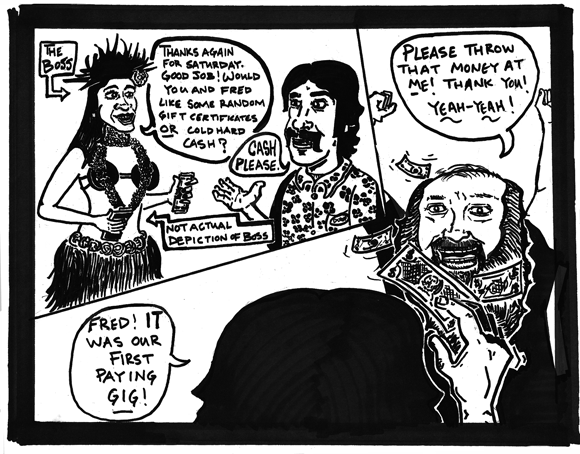 THE
BOSS
THANKS AGAIN
FOR SATURDAY.
GOOD JOB! WOULD
YOU AND FRED
LIKE SOME RANDOM
GIFT CERTIFICATES
OR COLD HARD
CASH?
CASH
PLEASE.
NOT ACTUAL
DEPICTION OF BOSS
PLEASE THROW
THAT MONEY AT
ME! THANK YOU!
YEAH-YEAH!
FRED! IT
WAS OUR
FIRST
PAYING
GIG!